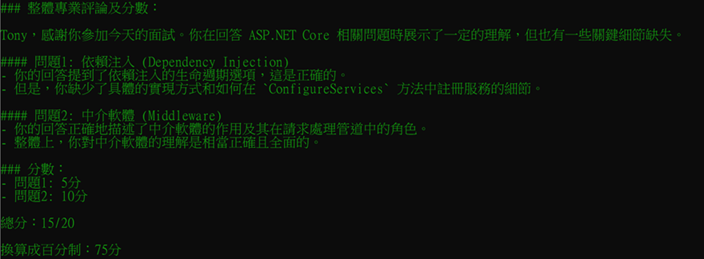 ### 整體專業評論及分數：
Tony，感謝你參加今天的面試。你在回答 ASP.NET Core 相關問題時展示了一定的理解，但也有一些關鍵細節缺失。
#### 問題1: 依賴注入 (Dependency Injection)
- 你的回答提到了依賴注入的生命週期選項，這是正確的。
- 但是，你缺少了具體的實現方式和如何在 `ConfigureServices` 方法中註冊服務的細節。
#### 問題2: 中介軟體 (Middleware)
- 你的回答正確地描述了中介軟體的作用及其在請求處理管道中的角色。
- 整體上，你對中介軟體的理解是相當正確且全面的。
### 分數：
- 問題1: 5分
- 問題2: 10分
總分：15/20
換算成百分制：75分